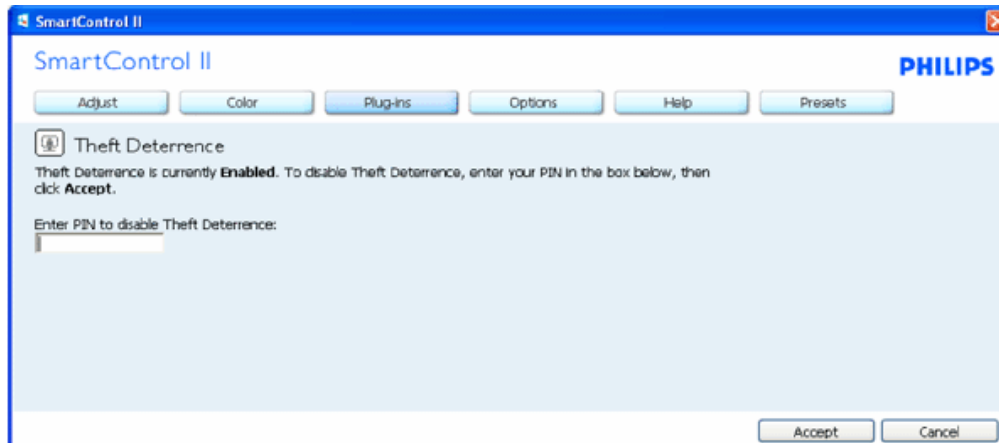 SmartControl II
SmartControl II
PHILIPS
Adjust Color Plug-ins Options Help Presets
Theft Deterrence
Theft Deterrence is currently Enabled. To disable Theft Deterrence, enter your PIN in the box below, then
click Accept.
Enter PIN to disable Theft Deterrence:
Accept Cancel